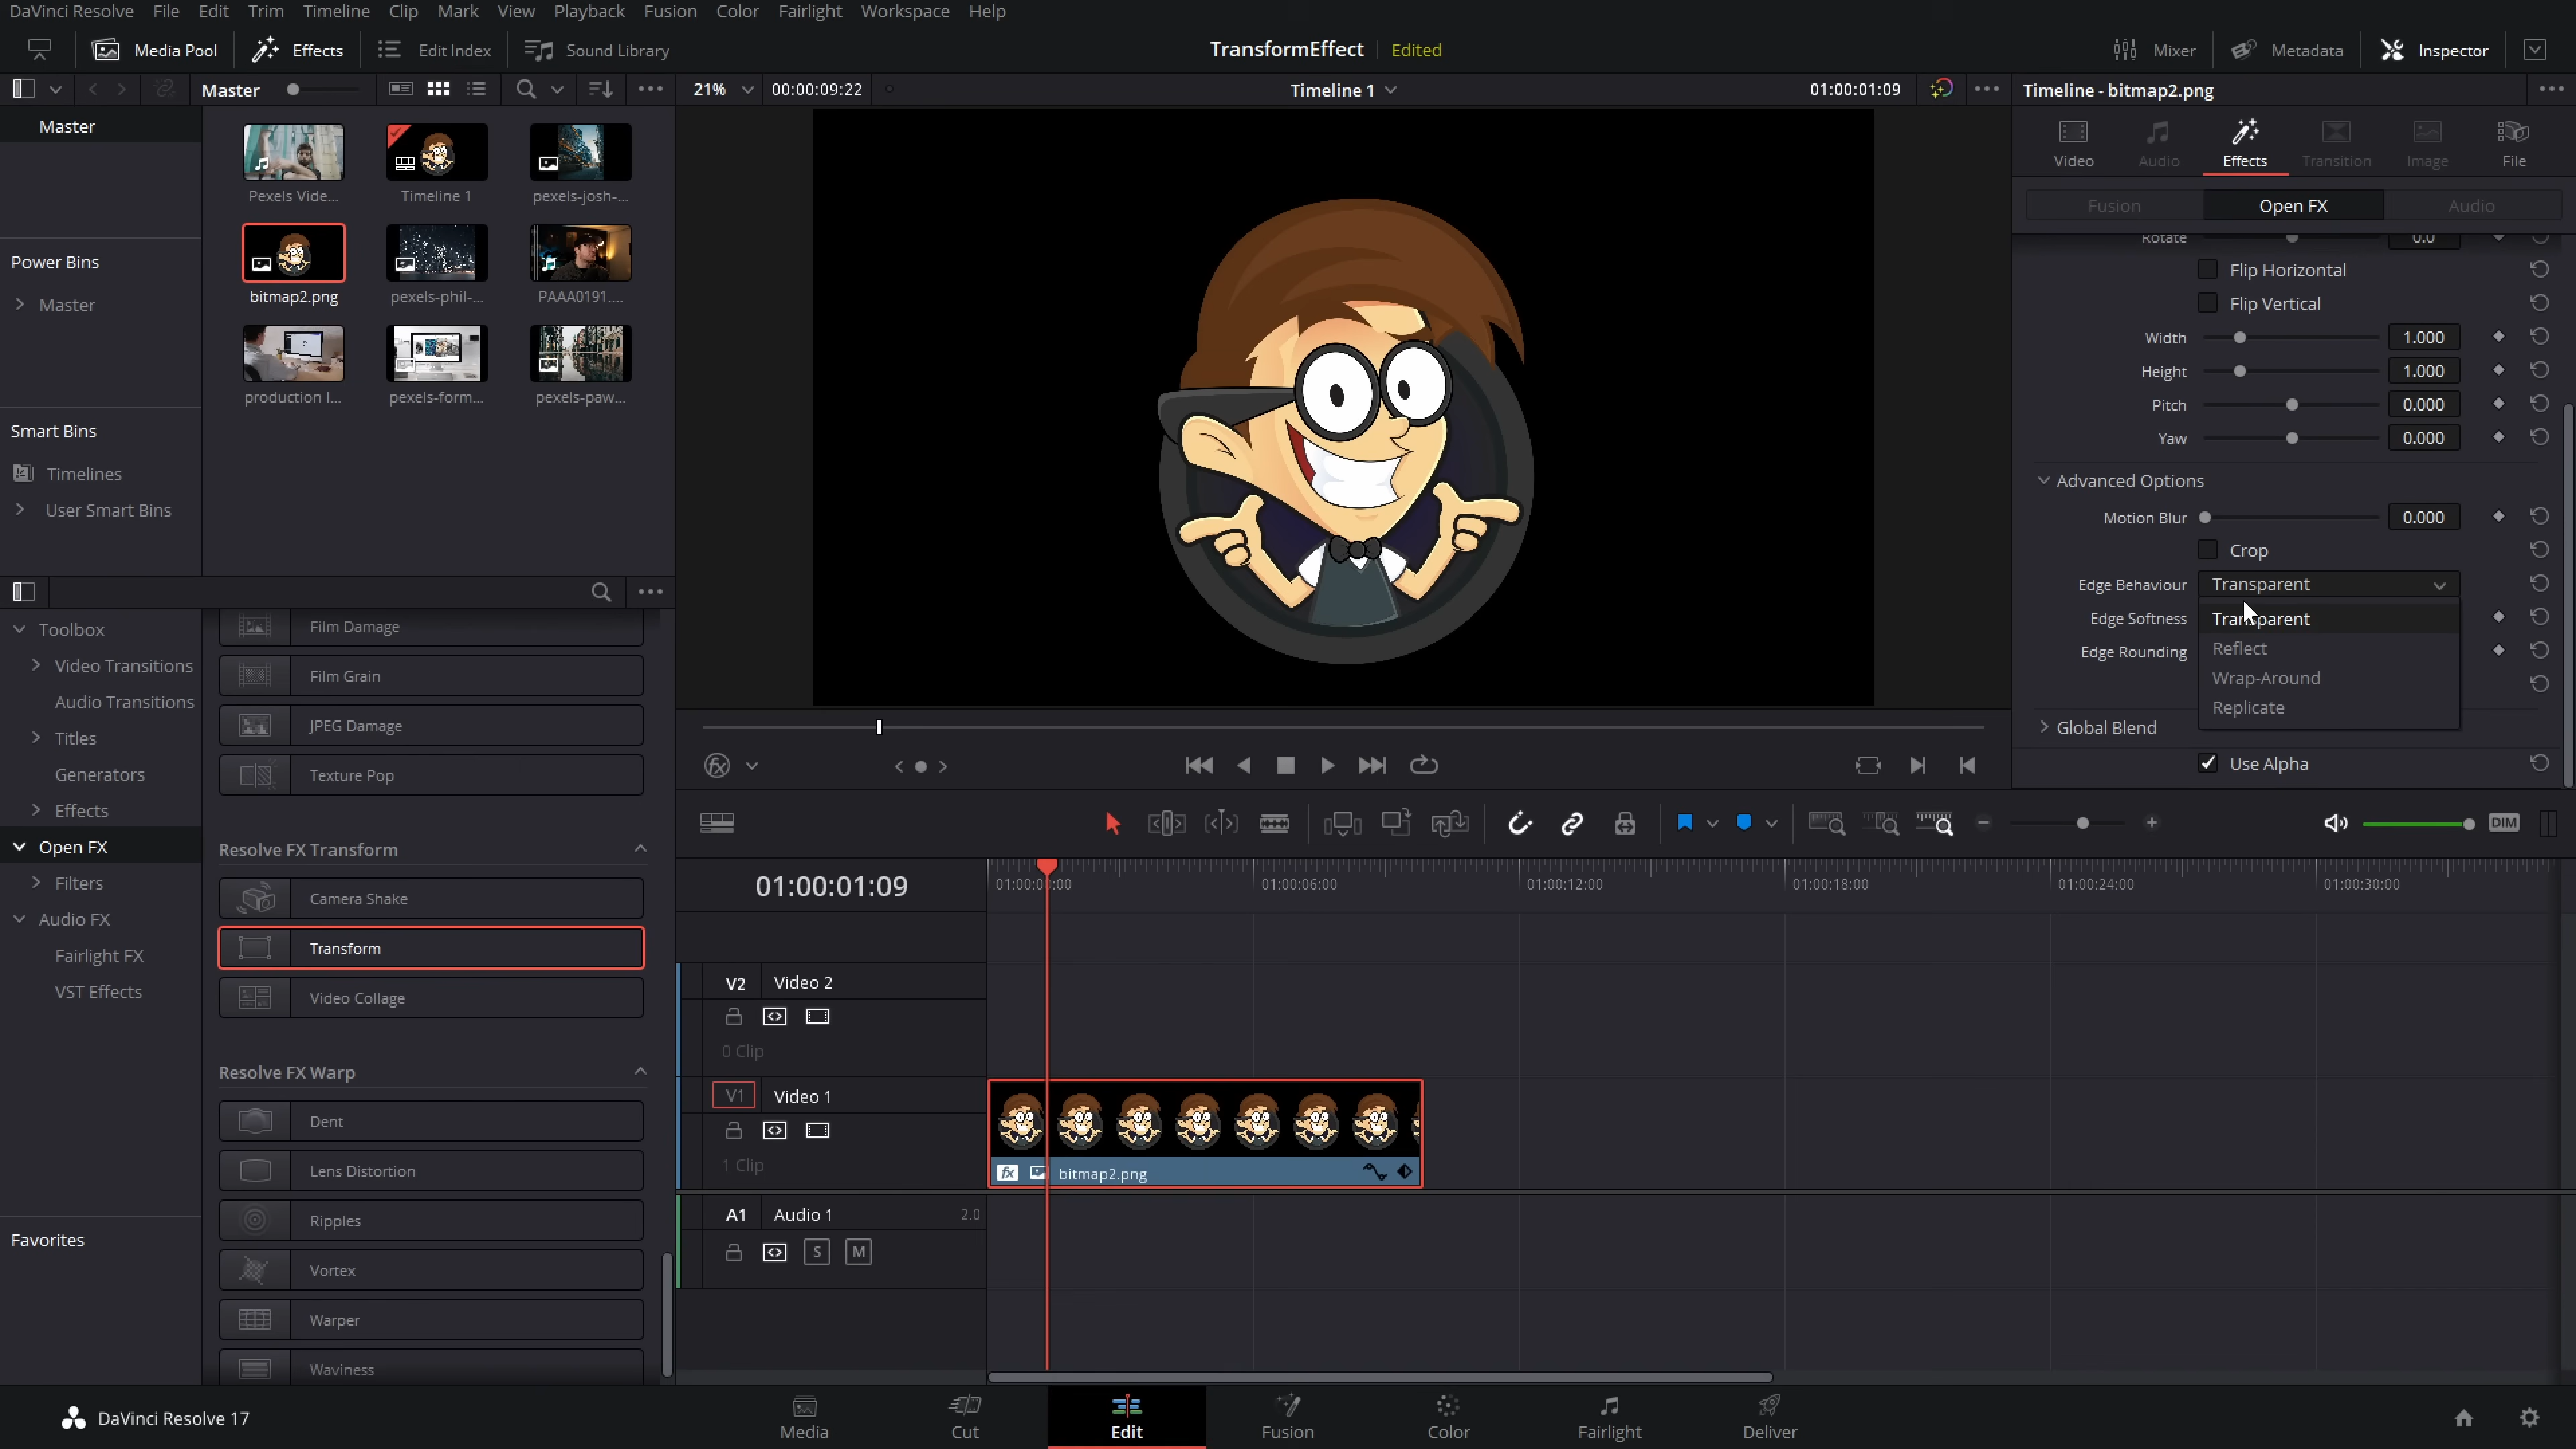 DaVinci Resolve File Edit Trim Timeline Clip Mark View Playback Fusion Color Fairlight Workspace Help
Media Pool Effects Edit Index Sound Library TransformEffect Edited Mixer Metadata Inspector
Master 21% 00:00:09:22 Timeline 1 01:00:01:09 Timeline - bitmap2.png
Master
Power Bins
Master
Smart Bins
Timelines
User Smart Bins
Pexels Vide... Timeline 1 pexels-josh-...
bitmap2.png pexels-phil-... PAAA0191....
production l... pexels-form... pexels-paw...
Video Audio Effects Transition Image File
Fusion Open FX Audio
Rotate 0.0
Flip Horizontal
Flip Vertical
Width 1.000
Height 1.000
Pitch 0.000
Yaw 0.000
Advanced Options
Motion Blur 0.000
Crop
Edge Behaviour Transparent
Edge Softness Transparent
Reflect
Edge Rounding
Wrap-Around
Replicate
Global Blend
Use Alpha
Toolbox
Video Transitions
Audio Transitions
Titles
Generators
Effects
Open FX
Filters
Audio FX
Fairlight FX
VST Effects
Favorites
Film Damage
Film Grain
JPEG Damage
Texture Pop
Resolve FX Transform
Camera Shake
Transform
Video Collage
Resolve FX Warp
Dent
Lens Distortion
Ripples
Vortex
Warper
Waviness
DIM
01:00:01:09 01:00:00:00 01:00:06:00 01:00:12:00 01:00:18:00 01:00:24:00 01:00:30:00
V2 Video 2
0 Clip
V1 Video 1
1 Clip
fx bitmap2.png
A1 Audio 1 2.0
S M
DaVinci Resolve 17 Media Cut Edit Fusion Color Fairlight Deliver